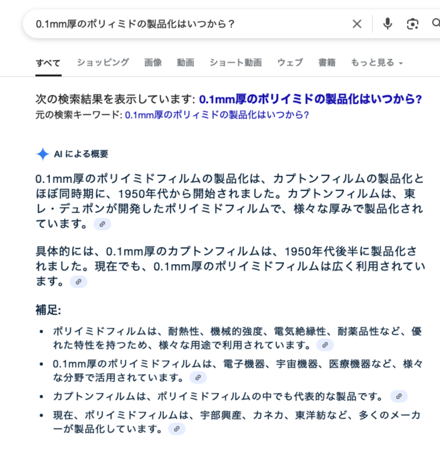 0.1mm厚のポリィミドの製品化はいつから？
すべて ショッピング 画像 動画 ショート動画 ウェブ 書籍 もっと見る
次の検索結果を表示しています: 0.1mm厚のポリイミドの製品化はいつから?
元の検索キーワード: 0.1mm厚のポリィミドの製品化はいつから?
AI による概要
0.1mm厚のポリイミドフィルムの製品化は、カプトンフィルムの製品化と
ほぼ同時期に、1950年代から開始されました。カプトンフィルムは、東
レ・デュポンが開発したポリイミドフィルムで、様々な厚みで製品化され
ています。
具体的には、0.1mm厚のカプトンフィルムは、1950年代後半に製品化さ
れました。現在でも、0.1mm厚のポリイミドフィルムは広く利用されてい
ます。
補足:
• ポリイミドフィルムは、耐熱性、機械的強度、電気絶縁性、耐薬品性など、優
れた特性を持つため、様々な用途で利用されています。
• 0.1mm厚のポリイミドフィルムは、電子機器、宇宙機器、医療機器など、様々
な分野で活用されています。
• カプトンフィルムは、ポリイミドフィルムの中でも代表的な製品です。
• 現在、ポリイミドフィルムは、宇部興産、カネカ、東洋紡など、多くのメーカ
ーが製品化しています。